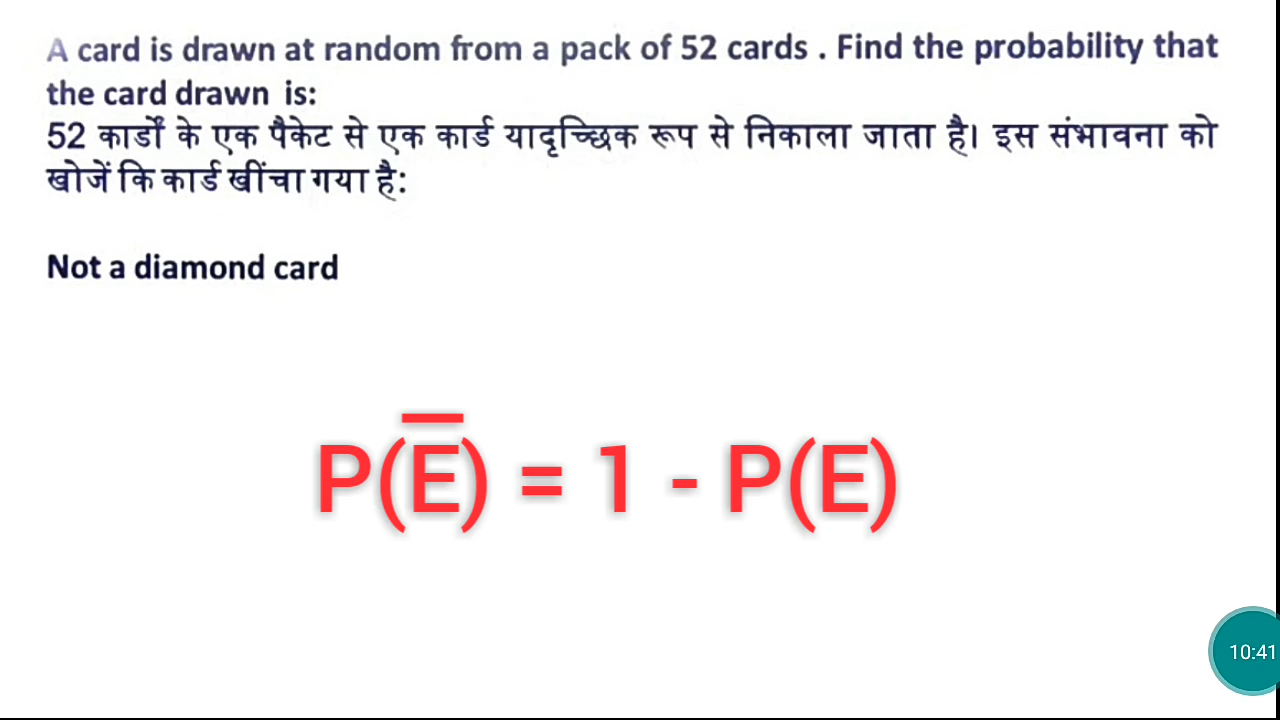 A card is drawn at random from a pack of 52 cards . Find the probability that
the card drawn is:
52 कार्डों के एक पैकेट से एक कार्ड यादृच्छिक रूप से निकाला जाता है। इस संभावना को
खोजें कि कार्ड खींचा गया है:
Not a diamond card
P(E̅) = 1 - P(E)
10:41